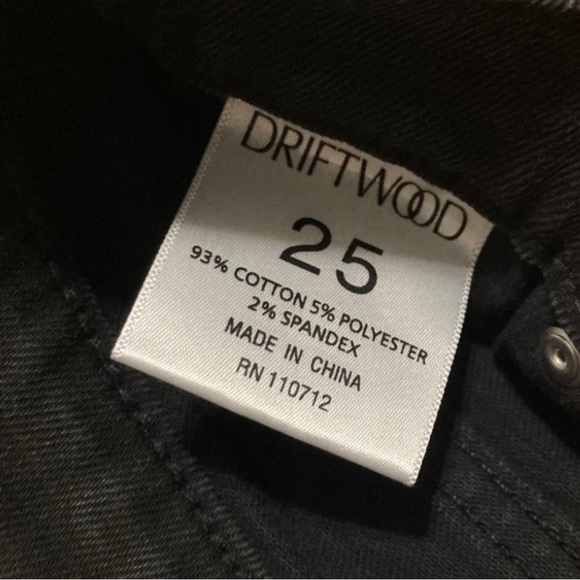 DRIFTWOOD
25
93% COTTON 5% POLYESTER
2% SPANDEX
MADE IN CHINA
RN 110712